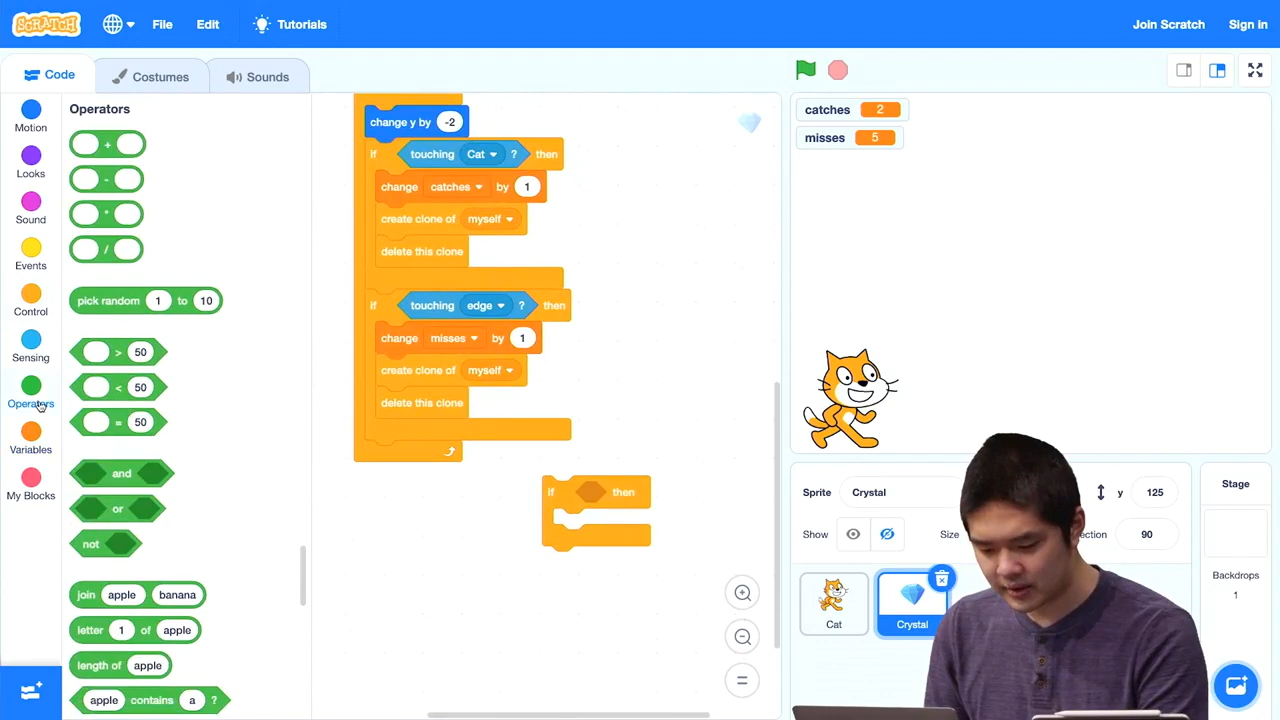 SCRATCH File Edit Tutorials Join Scratch Sign in
Code Costumes Sounds
Motion
Looks
Sound
Events
Control
Sensing
Operators
Variables
My Blocks
Operators
+
-
*
/
pick random 1 to 10
> 50
< 50
= 50
and
or
not
join apple banana
letter 1 of apple
length of apple
apple contains a ?
change y by -2
if touching Cat ? then
change catches by 1
create clone of myself
delete this clone
if touching edge ? then
change misses by 1
create clone of myself
delete this clone
if then
=
catches 2
misses 5
Sprite Crystal y 125
Show Size 90
Cat
Crystal
Stage
Backdrops
1